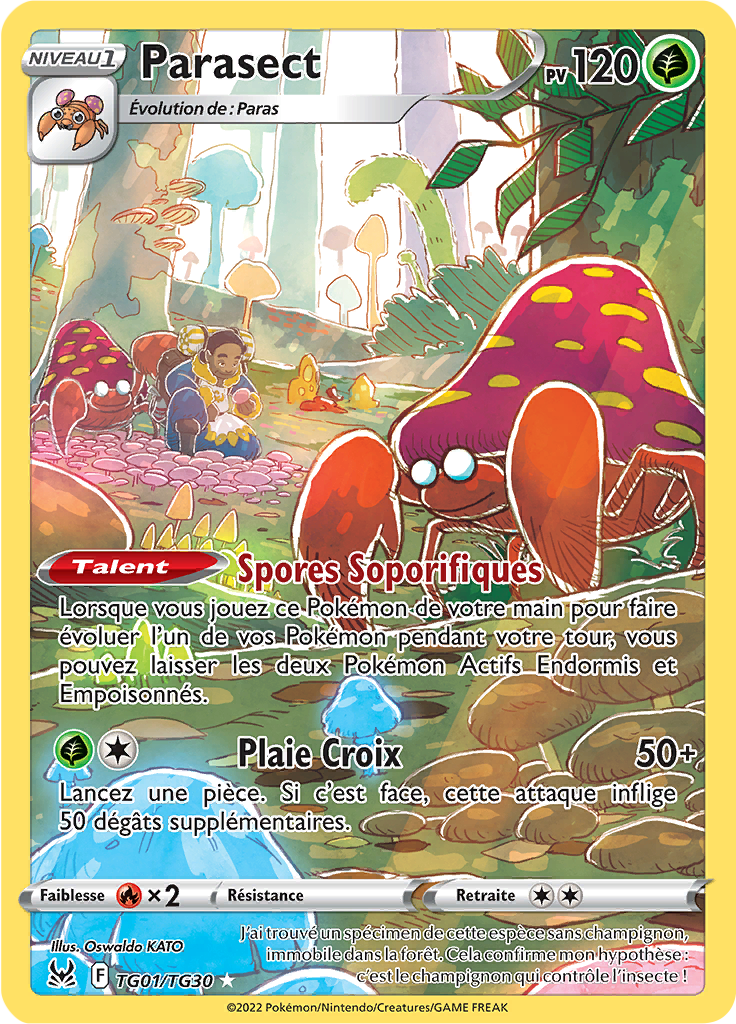 NIVEAU 1
Parasect
PV 120
Évolution de : Paras
Talent
Spores Soporifiques
Lorsque vous jouez ce Pokémon de votre main pour faire
évoluer l'un de vos Pokémon pendant votre tour, vous
pouvez laisser les deux Pokémon Actifs Endormis et
Empoisonnés.
Plaie Croix 50+
Lancez une pièce. Si c'est face, cette attaque inflige
50 dégâts supplémentaires.
Faiblesse ×2 Résistance Retraite
Illus. Oswaldo KATO
F TG01/TG30
J'ai trouvé un spécimen de cette espèce sans champignon,
immobile dans la forêt. Cela confirme mon hypothèse :
c'est le champignon qui contrôle l'insecte !
©2022 Pokémon/Nintendo/Creatures/GAME FREAK